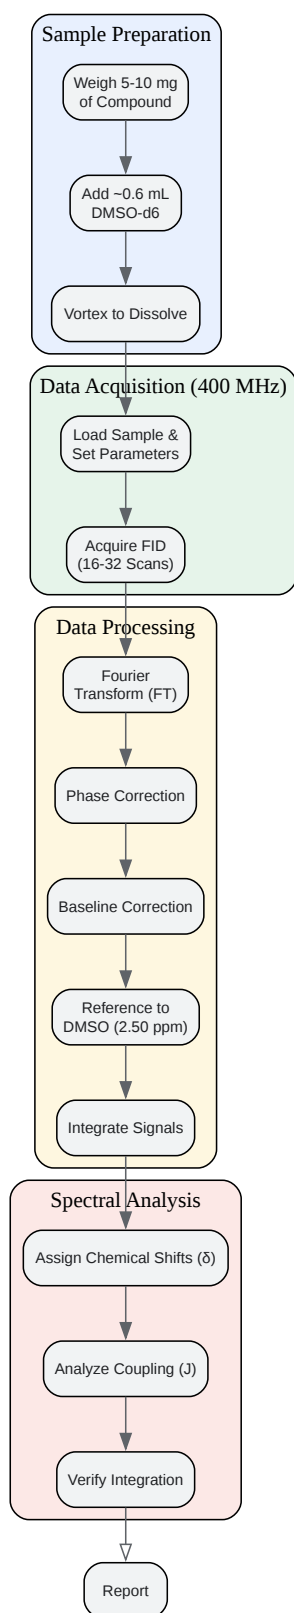 Sample Preparation
Weigh 5-10 mg
of Compound
Add ~0.6 mL
DMSO-d6
Vortex to Dissolve
Data Acquisition (400 MHz)
Load Sample &
Set Parameters
Acquire FID
(16-32 Scans)
Data Processing
Fourier
Transform (FT)
Phase Correction
Baseline Correction
Reference to
DMSO (2.50 ppm)
Integrate Signals
Spectral Analysis
Assign Chemical Shifts (δ)
Analyze Coupling (J)
Verify Integration
Report